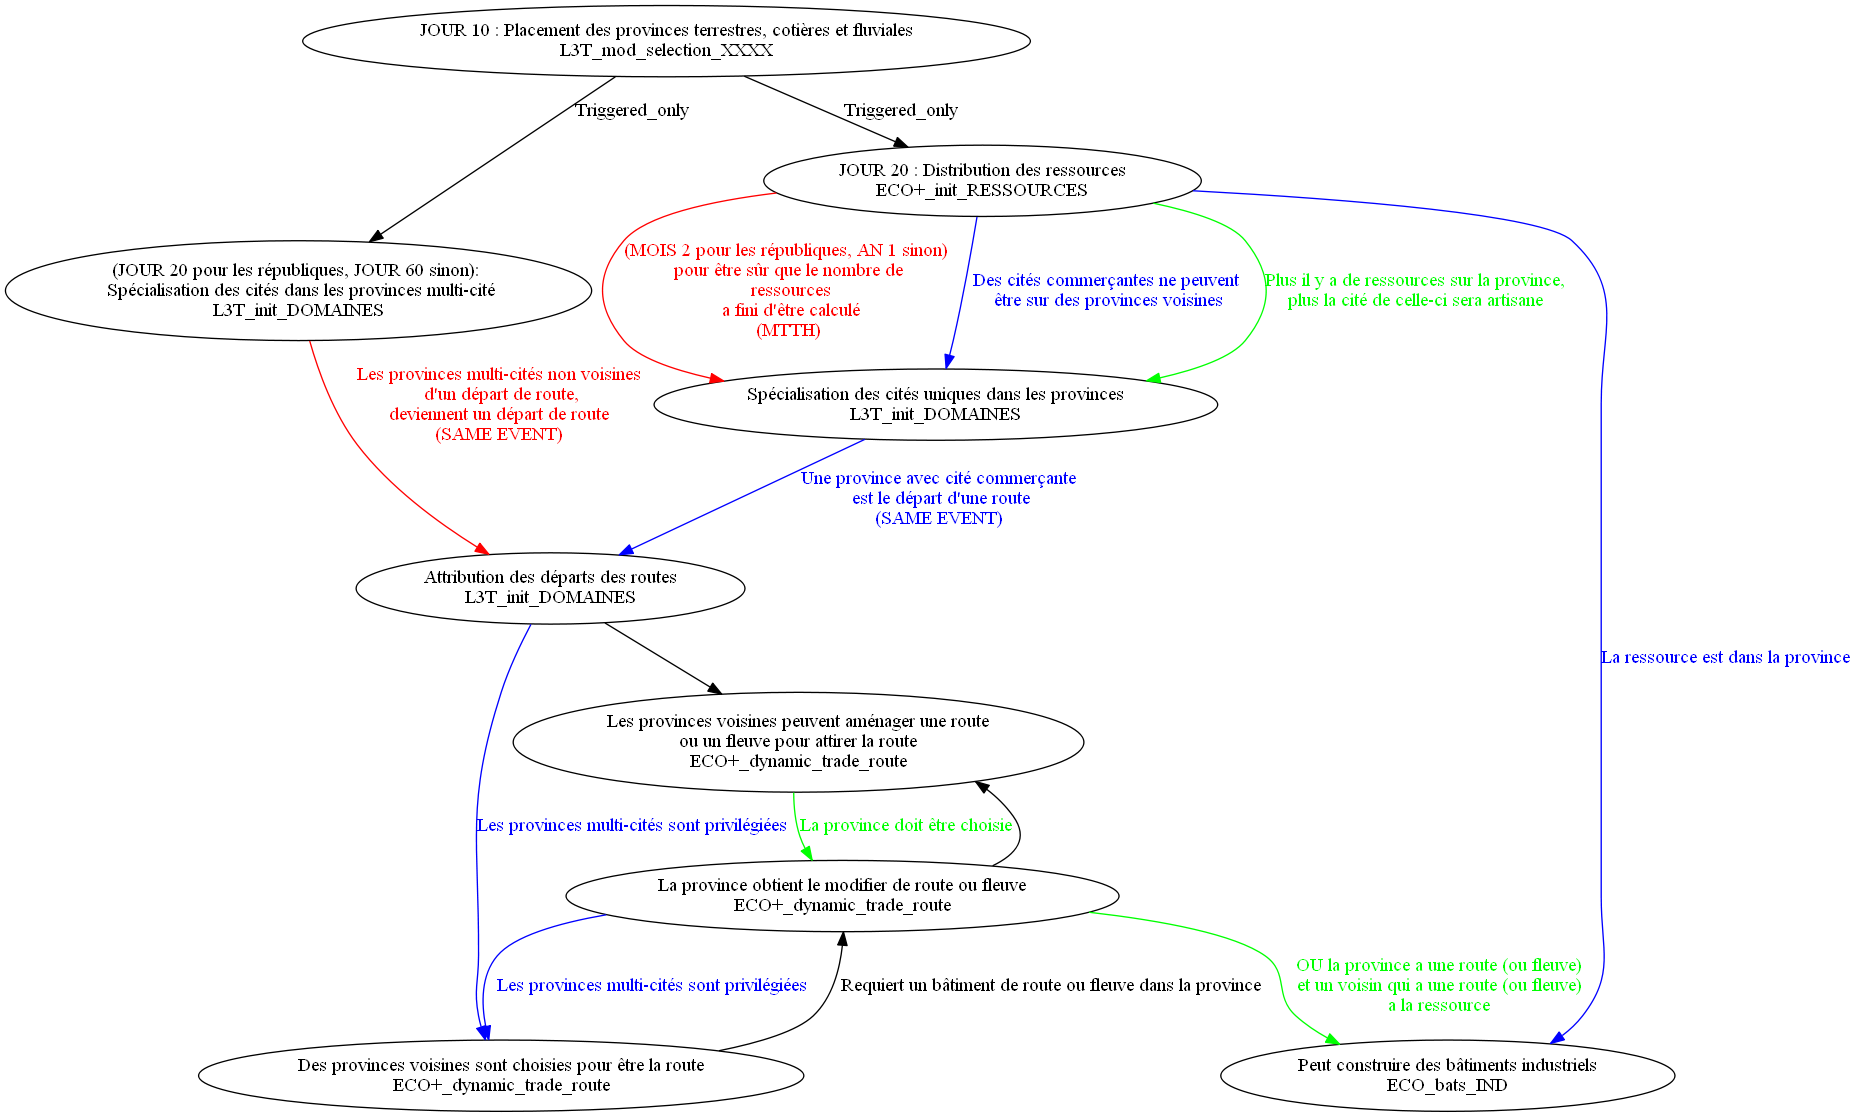 JOUR 10 : Placement des provinces terrestres, cotières et fluviales
L3T_mod_selection_XXXX
Triggered_only
Triggered_only
JOUR 20 : Distribution des ressources
ECO+_init_RESSOURCES
(JOUR 20 pour les républiques, JOUR 60 sinon):
Spécialisation des cités dans les provinces multi-cité
L3T_init_DOMAINES
(MOIS 2 pour les républiques, AN 1 sinon)
pour être sûr que le nombre de
ressources
a fini d'être calculé
(MTTH)
Des cités commerçantes ne peuvent
être sur des provinces voisines
Plus il y a de ressources sur la province,
plus la cité de celle-ci sera artisane
Les provinces multi-cités non voisines
d'un départ de route,
deviennent un départ de route
(SAME EVENT)
Spécialisation des cités uniques dans les provinces
L3T_init_DOMAINES
Une province avec cité commerçante
est le départ d'une route
(SAME EVENT)
Attribution des départs des routes
L3T_init_DOMAINES
La ressource est dans la province
Les provinces voisines peuvent aménager une route
ou un fleuve pour attirer la route
ECO+_dynamic_trade_route
Les provinces multi-cités sont privilégiées
La province doit être choisie
La province obtient le modifier de route ou fleuve
ECO+_dynamic_trade_route
Les provinces multi-cités sont privilégiées
Requiert un bâtiment de route ou fleuve dans la province
OU la province a une route (ou fleuve)
et un voisin qui a une route (ou fleuve)
a la ressource
Des provinces voisines sont choisies pour être la route
ECO+_dynamic_trade_route
Peut construire des bâtiments industriels
ECO_bats_IND